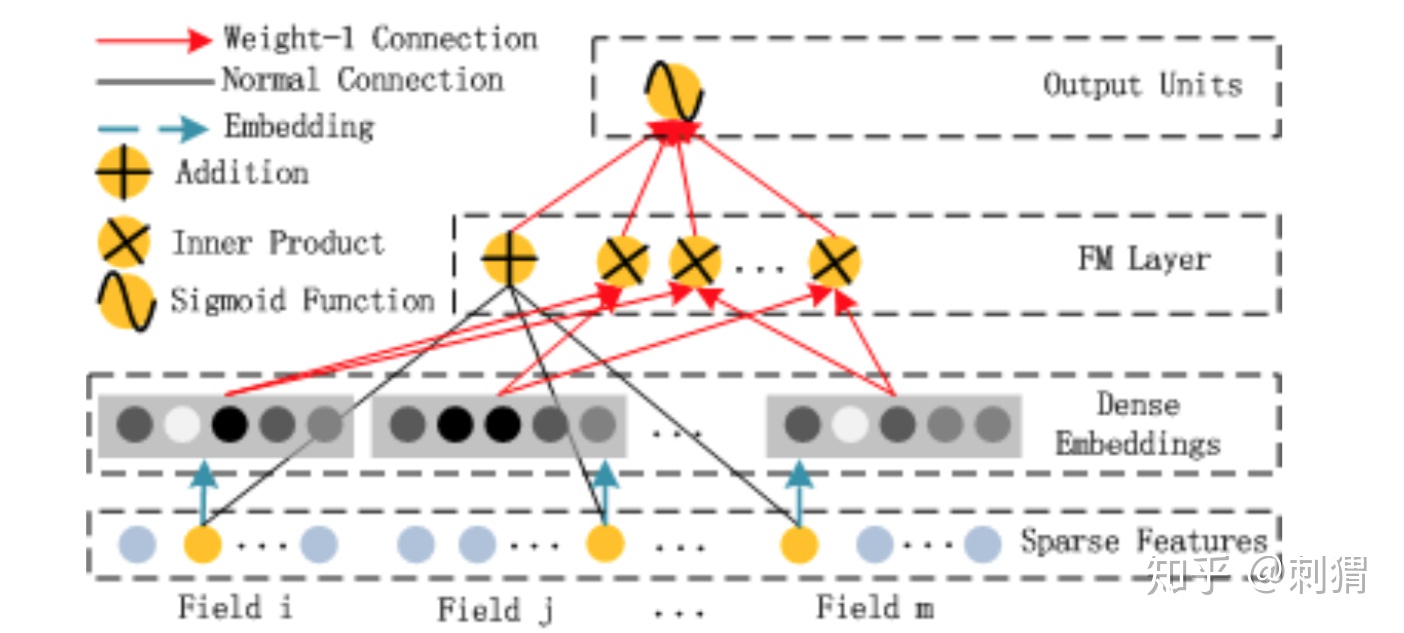 Weight-1 Connection
Normal Connection
Embedding
Addition
Inner Product
Sigmoid Function
Output Units
FM Layer
...
Dense
Embeddings
...
Sparse Features
... ... ... ...
Field i Field j ... Field m
知乎 @刺猬